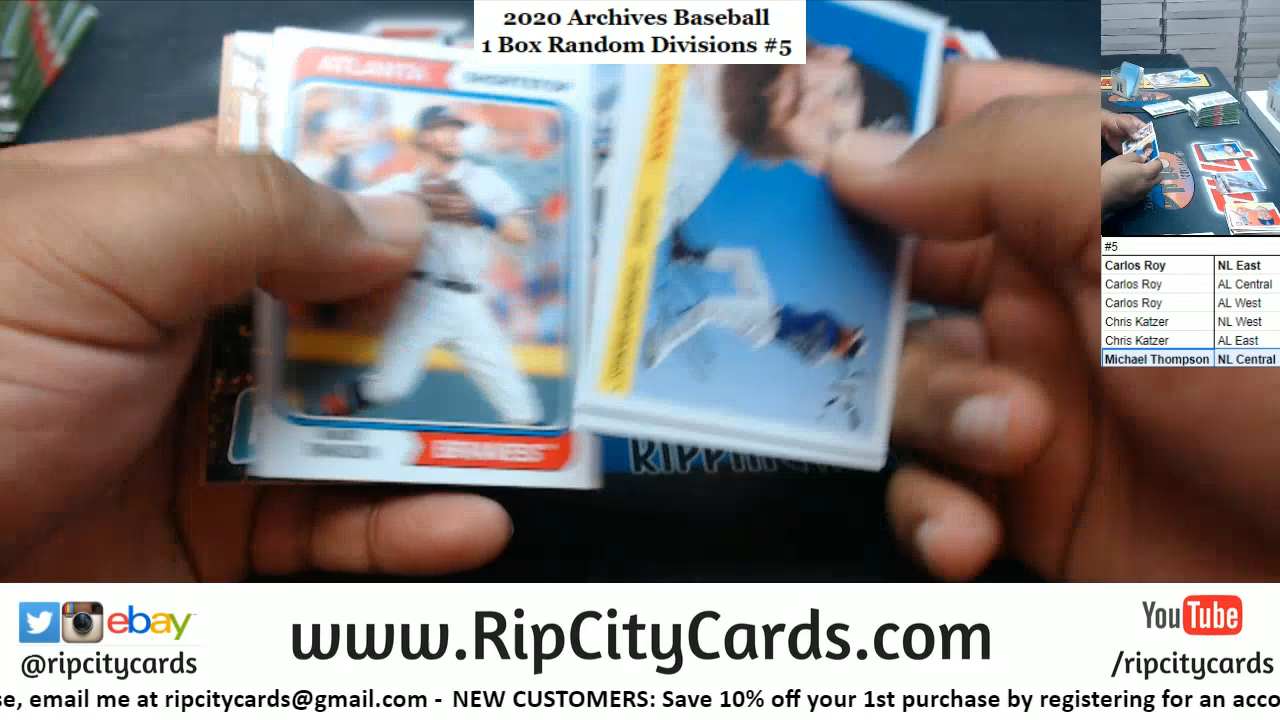 2020 Archives Baseball
1 Box Random Divisions #5
ATLANTA
SHORTSTOP
BRAVES
#5
Carlos Roy NL East
Carlos Roy AL Central
Carlos Roy AL West
Chris Katzer NL West
Chris Katzer AL East
Michael Thompson NL Central
ebay
@ripcitycards
www.RipCityCards.com
YouTube
/ripcitycards
se, email me at ripcitycards@gmail.com - NEW CUSTOMERS: Save 10% off your 1st purchase by registering for an acco